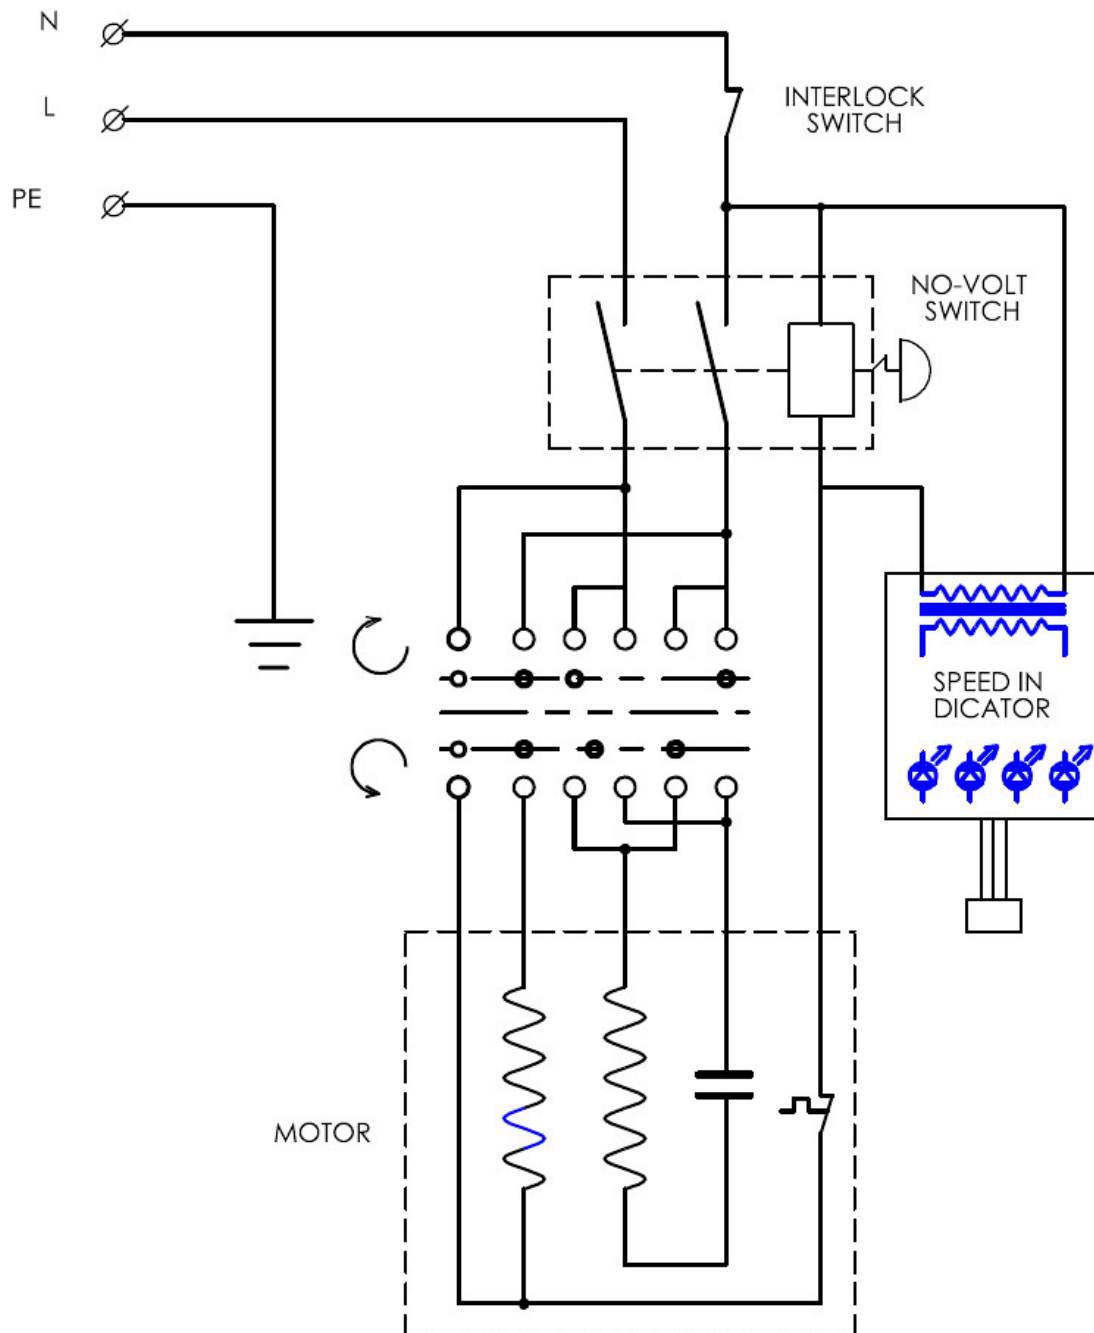 N
L
PE
INTERLOCK
SWITCH
NO-VOLT
SWITCH
SPEED IN
DICATOR
MOTOR